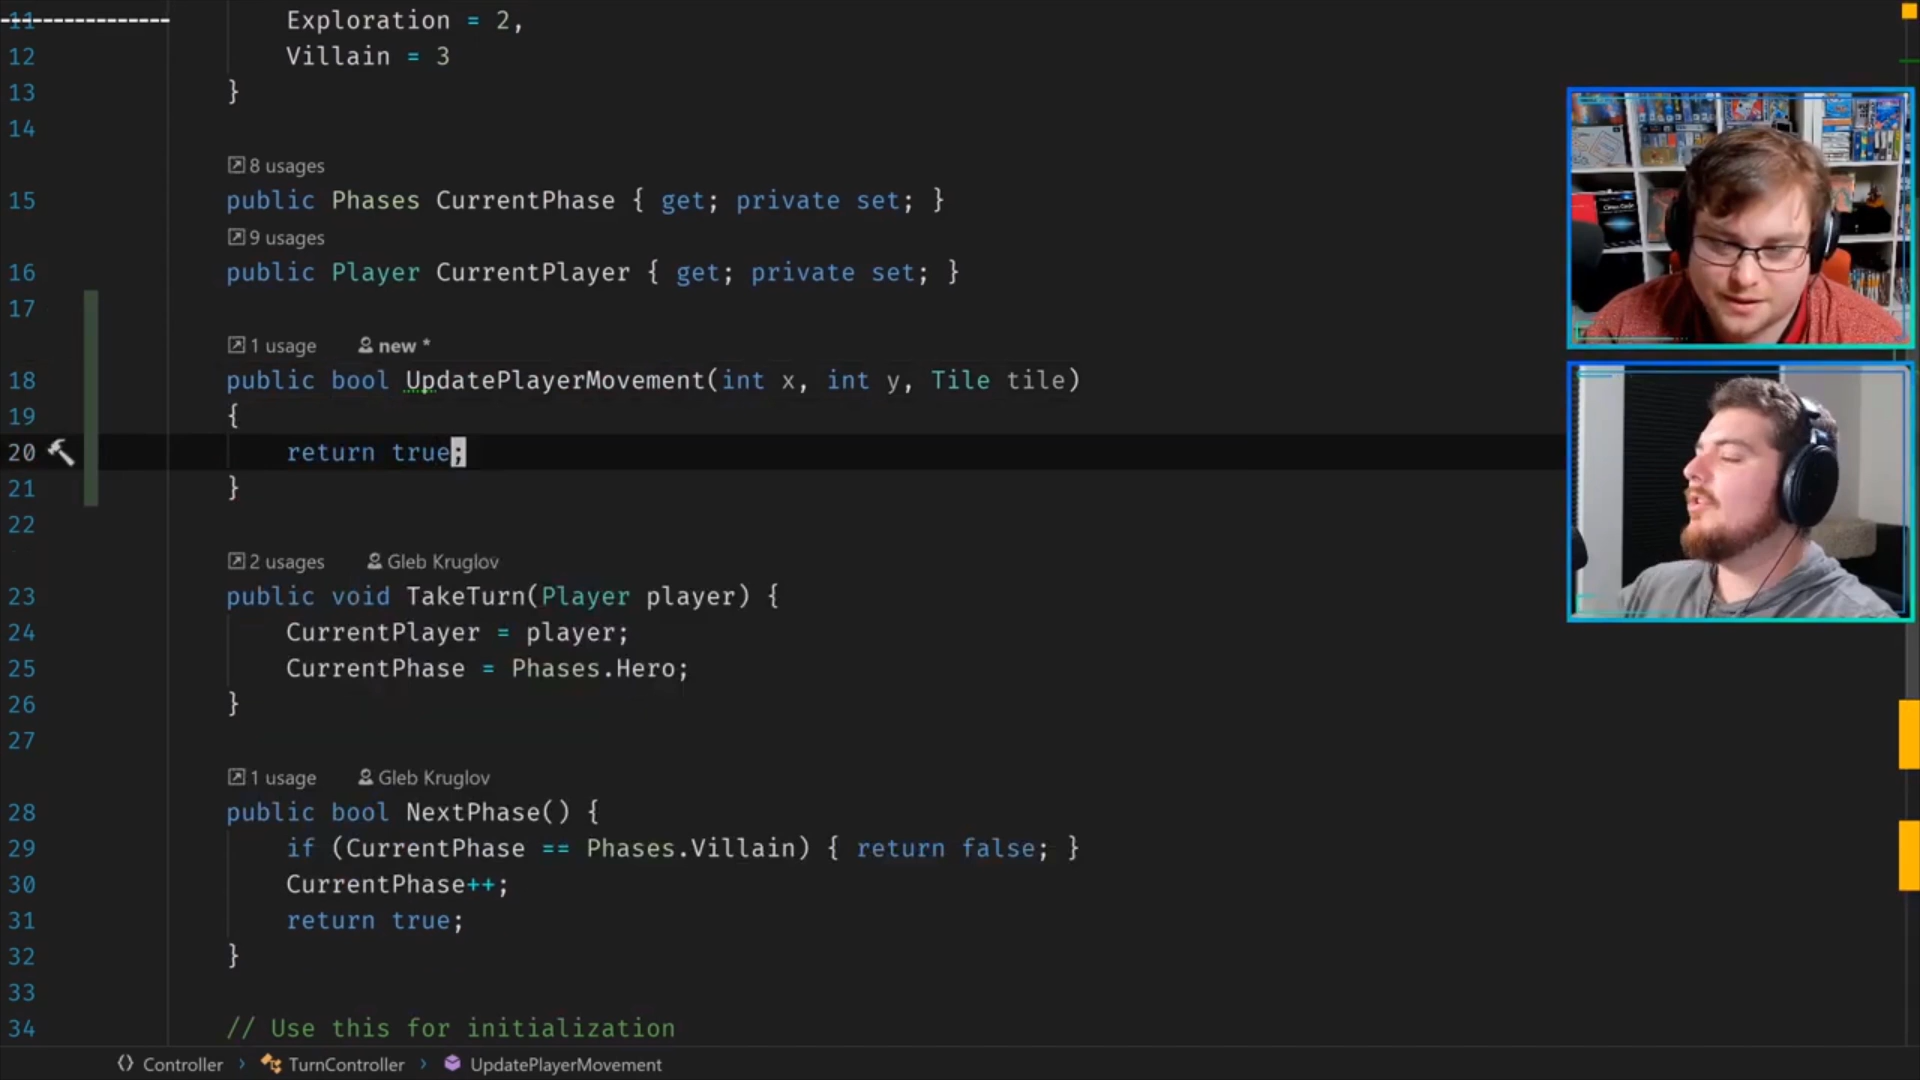 11 Exploration = 2,
12 Villain = 3
13 }
14
8 usages
15 public Phases CurrentPhase { get; private set; }
9 usages
16 public Player CurrentPlayer { get; private set; }
17
1 usage new *
18 public bool UpdatePlayerMovement(int x, int y, Tile tile)
19 {
20 return true;
21 }
22
2 usages Gleb Kruglov
23 public void TakeTurn(Player player) {
24 CurrentPlayer = player;
25 CurrentPhase = Phases.Hero;
26 }
27
1 usage Gleb Kruglov
28 public bool NextPhase() {
29 if (CurrentPhase == Phases.Villain) { return false; }
30 CurrentPhase++;
31 return true;
32 }
33
34 // Use this for initialization
Controller › TurnController › UpdatePlayerMovement